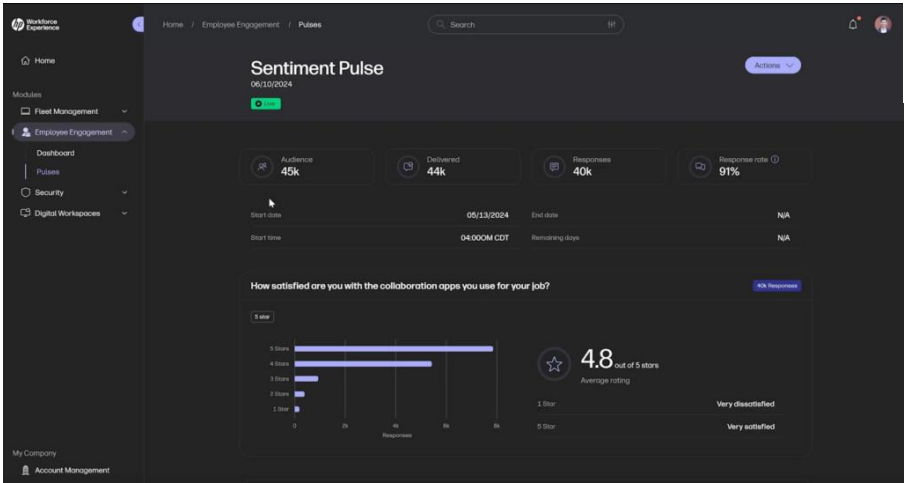 hp Workforce Experience
Home / Employee Engagement / Pulses
Search
Home
Modules
Fleet Management
Employee Engagement
Dashboard
Pulses
Security
Digital Workspaces
My Company
Account Management
Sentiment Pulse
06/10/2024
Live
Actions
Audience
45k
Delivered
44k
Responses
40k
Response rate
91%
Start date 05/13/2024
End date N/A
Start time 04:00OM CDT
Remaining days N/A
How satisfied are you with the collaboration apps you use for your job?
40k Responses
5 star
5 Stars
4 Stars
3 Stars
2 Stars
1 Star
0 2k 4k 6k 8k
Responses
4.8 out of 5 stars
Average rating
1 Star Very dissatisfied
5 Star Very satisfied